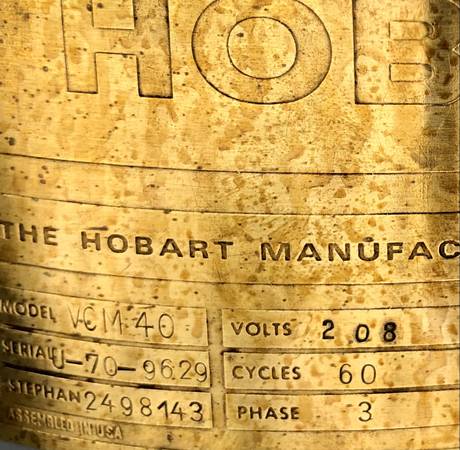 HOB
THE HOBART MANUFAC
MODEL VCM 40
VOLTS 208
SERIAL U-70-9629
CYCLES 60
STEPHAN 2498143
PHASE 3
ASSEMBLED IN USA